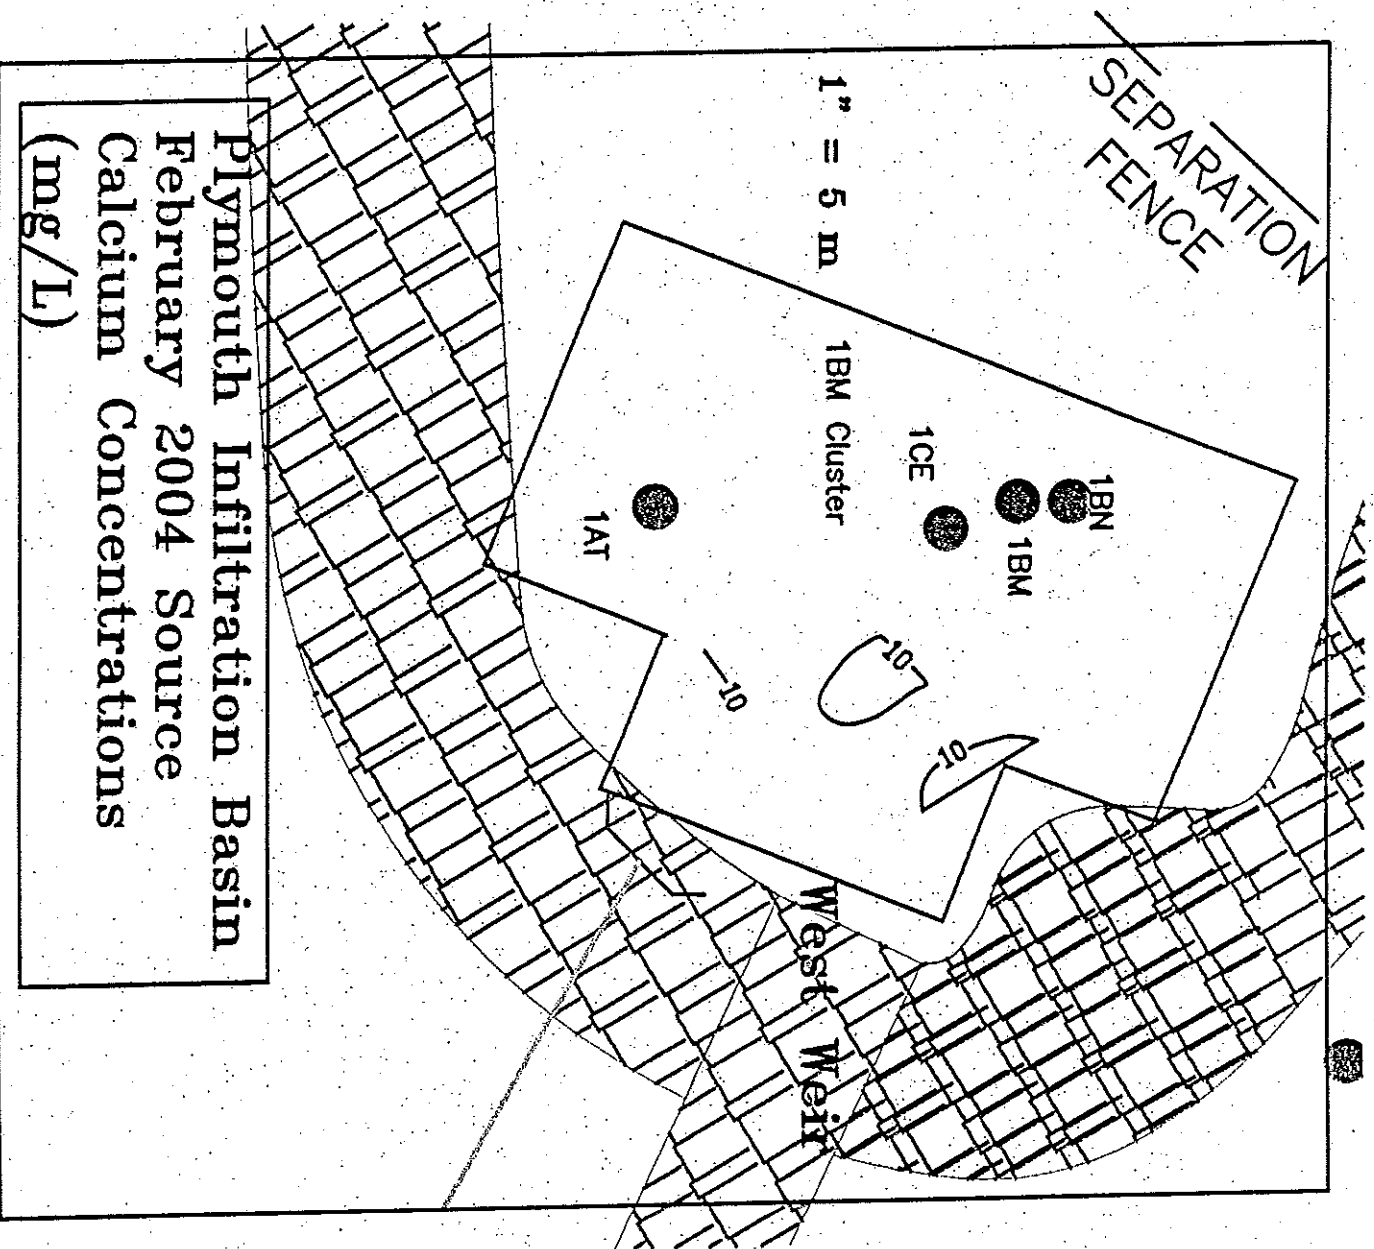 SEPARATION
FENCE
1" = 5 m
1BN
1BM
1CE
1BM Cluster
1AT
10
10
10
West Weir
Plymouth Infiltration Basin
February 2004 Source
Calcium Concentrations
(mg/L)